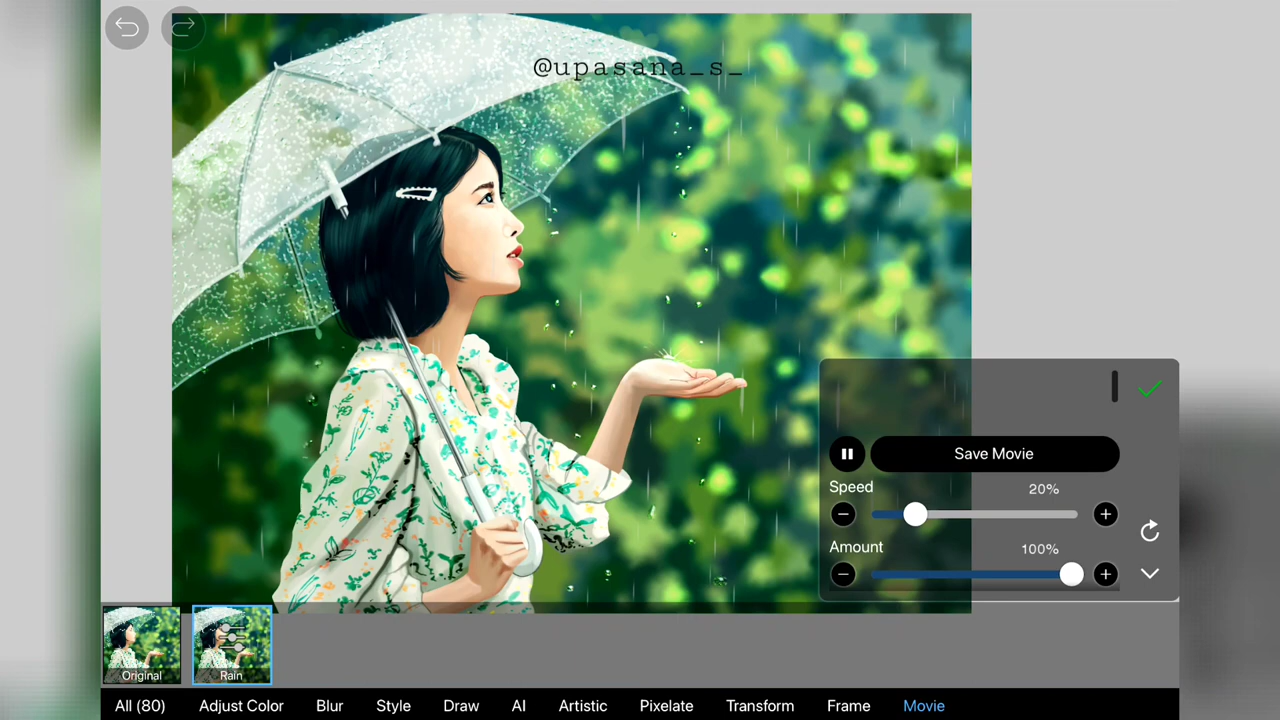 @upasana_s_
Save Movie
Speed 20%
Amount 100%
Original
Rain
All (80) Adjust Color Blur Style Draw AI Artistic Pixelate Transform Frame Movie